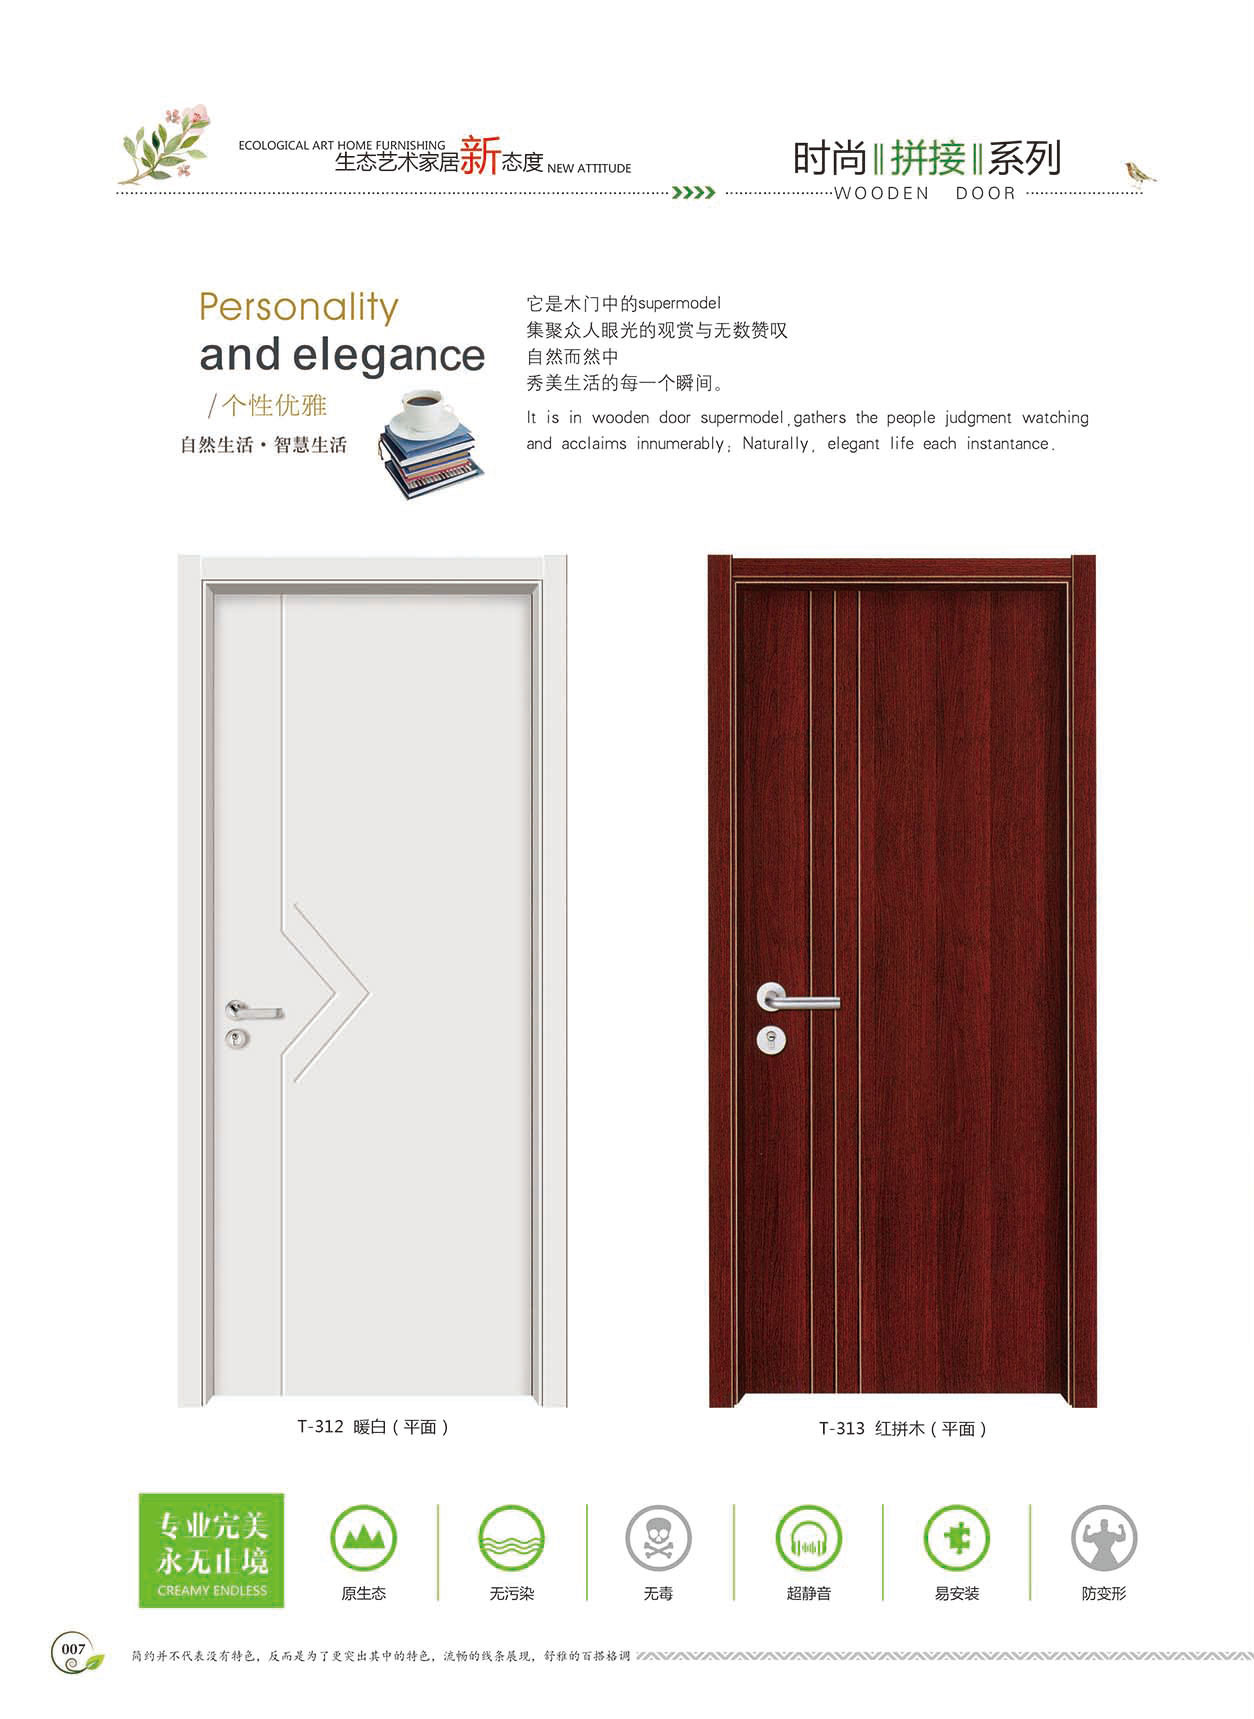 ECOLOGICAL ART HOME FURNISHING
生态艺术家居新态度 NEW ATTITUDE
时尚‖拼接‖系列
WOODEN DOOR
Personality
and elegance
/个性优雅
自然生活·智慧生活
它是木门中的supermodel
集聚众人眼光的观赏与无数赞叹
自然而然中
秀美生活的每一个瞬间。
It is in wooden door supermodel,gathers the people judgment watching
and acclaims innumerably; Naturally, elegant life each instantance.
T-312 暖白（平面）
T-313 红拼木（平面）
专业完美
永无止境
CREAMY ENDLESS
原生态
无污染
无毒
超静音
易安装
防变形
007
简约并不代表没有特色，反而是为了更突出其中的特色，流畅的线条展现，舒雅的百搭格调